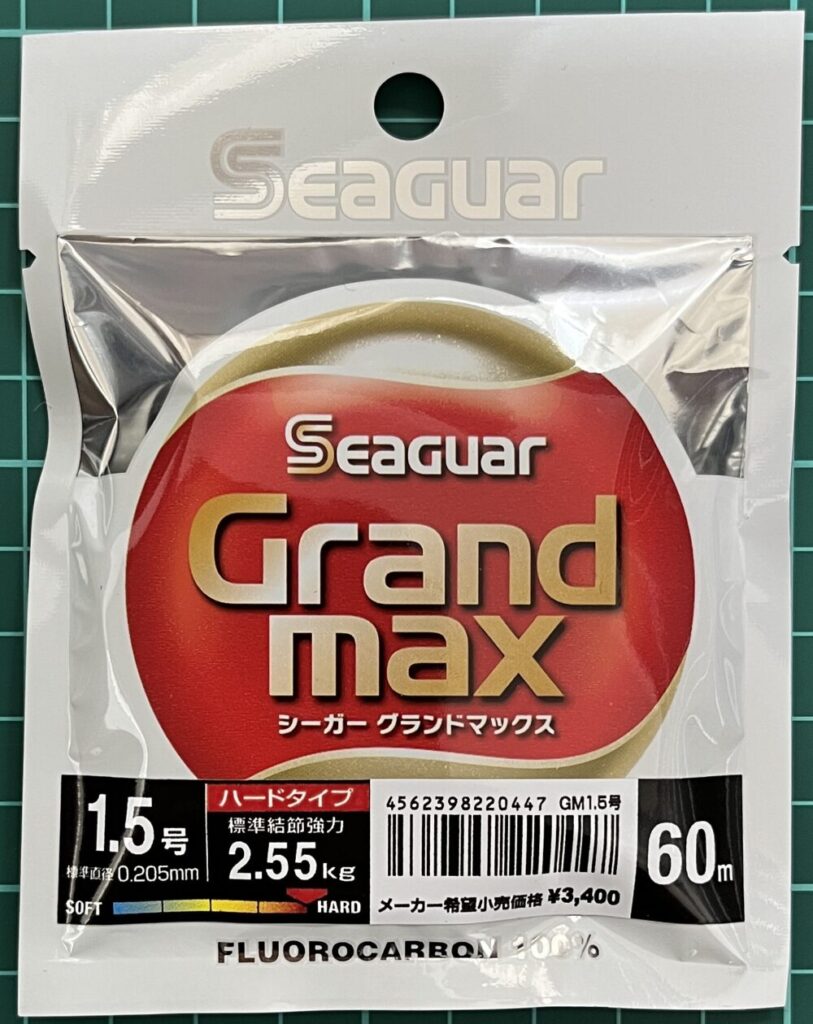 Seaguar
Seaguar
Grand
max
シーガー グランドマックス
1.5号
標準直径 0.205mm
ハードタイプ
標準結節強力
2.55kg
SOFT HARD
4562398220447 GM1.5号
メーカー希望小売価格 ¥3,400
60m
FLUOROCARBON 100%